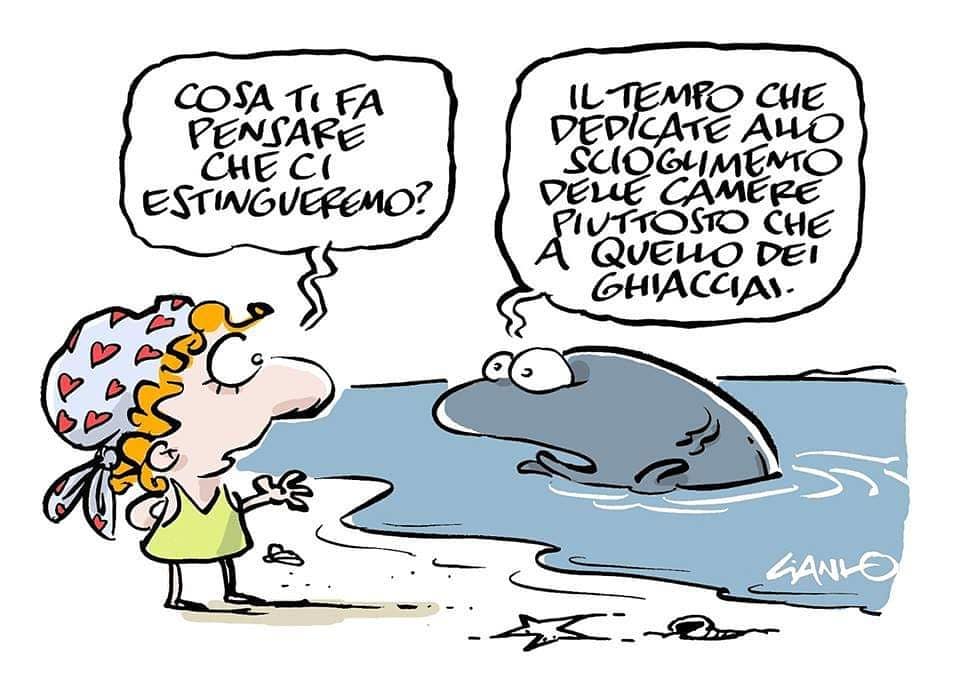 COSA TI FA
PENSARE
CHE CI
ESTINGUEREMO?
IL TEMPO CHE
DEDICATE ALLO
SCIOGLIMENTO
DELLE CAMERE
PIUTTOSTO CHE
A QUELLO DEI
GHIACCIAI.
GIANLO